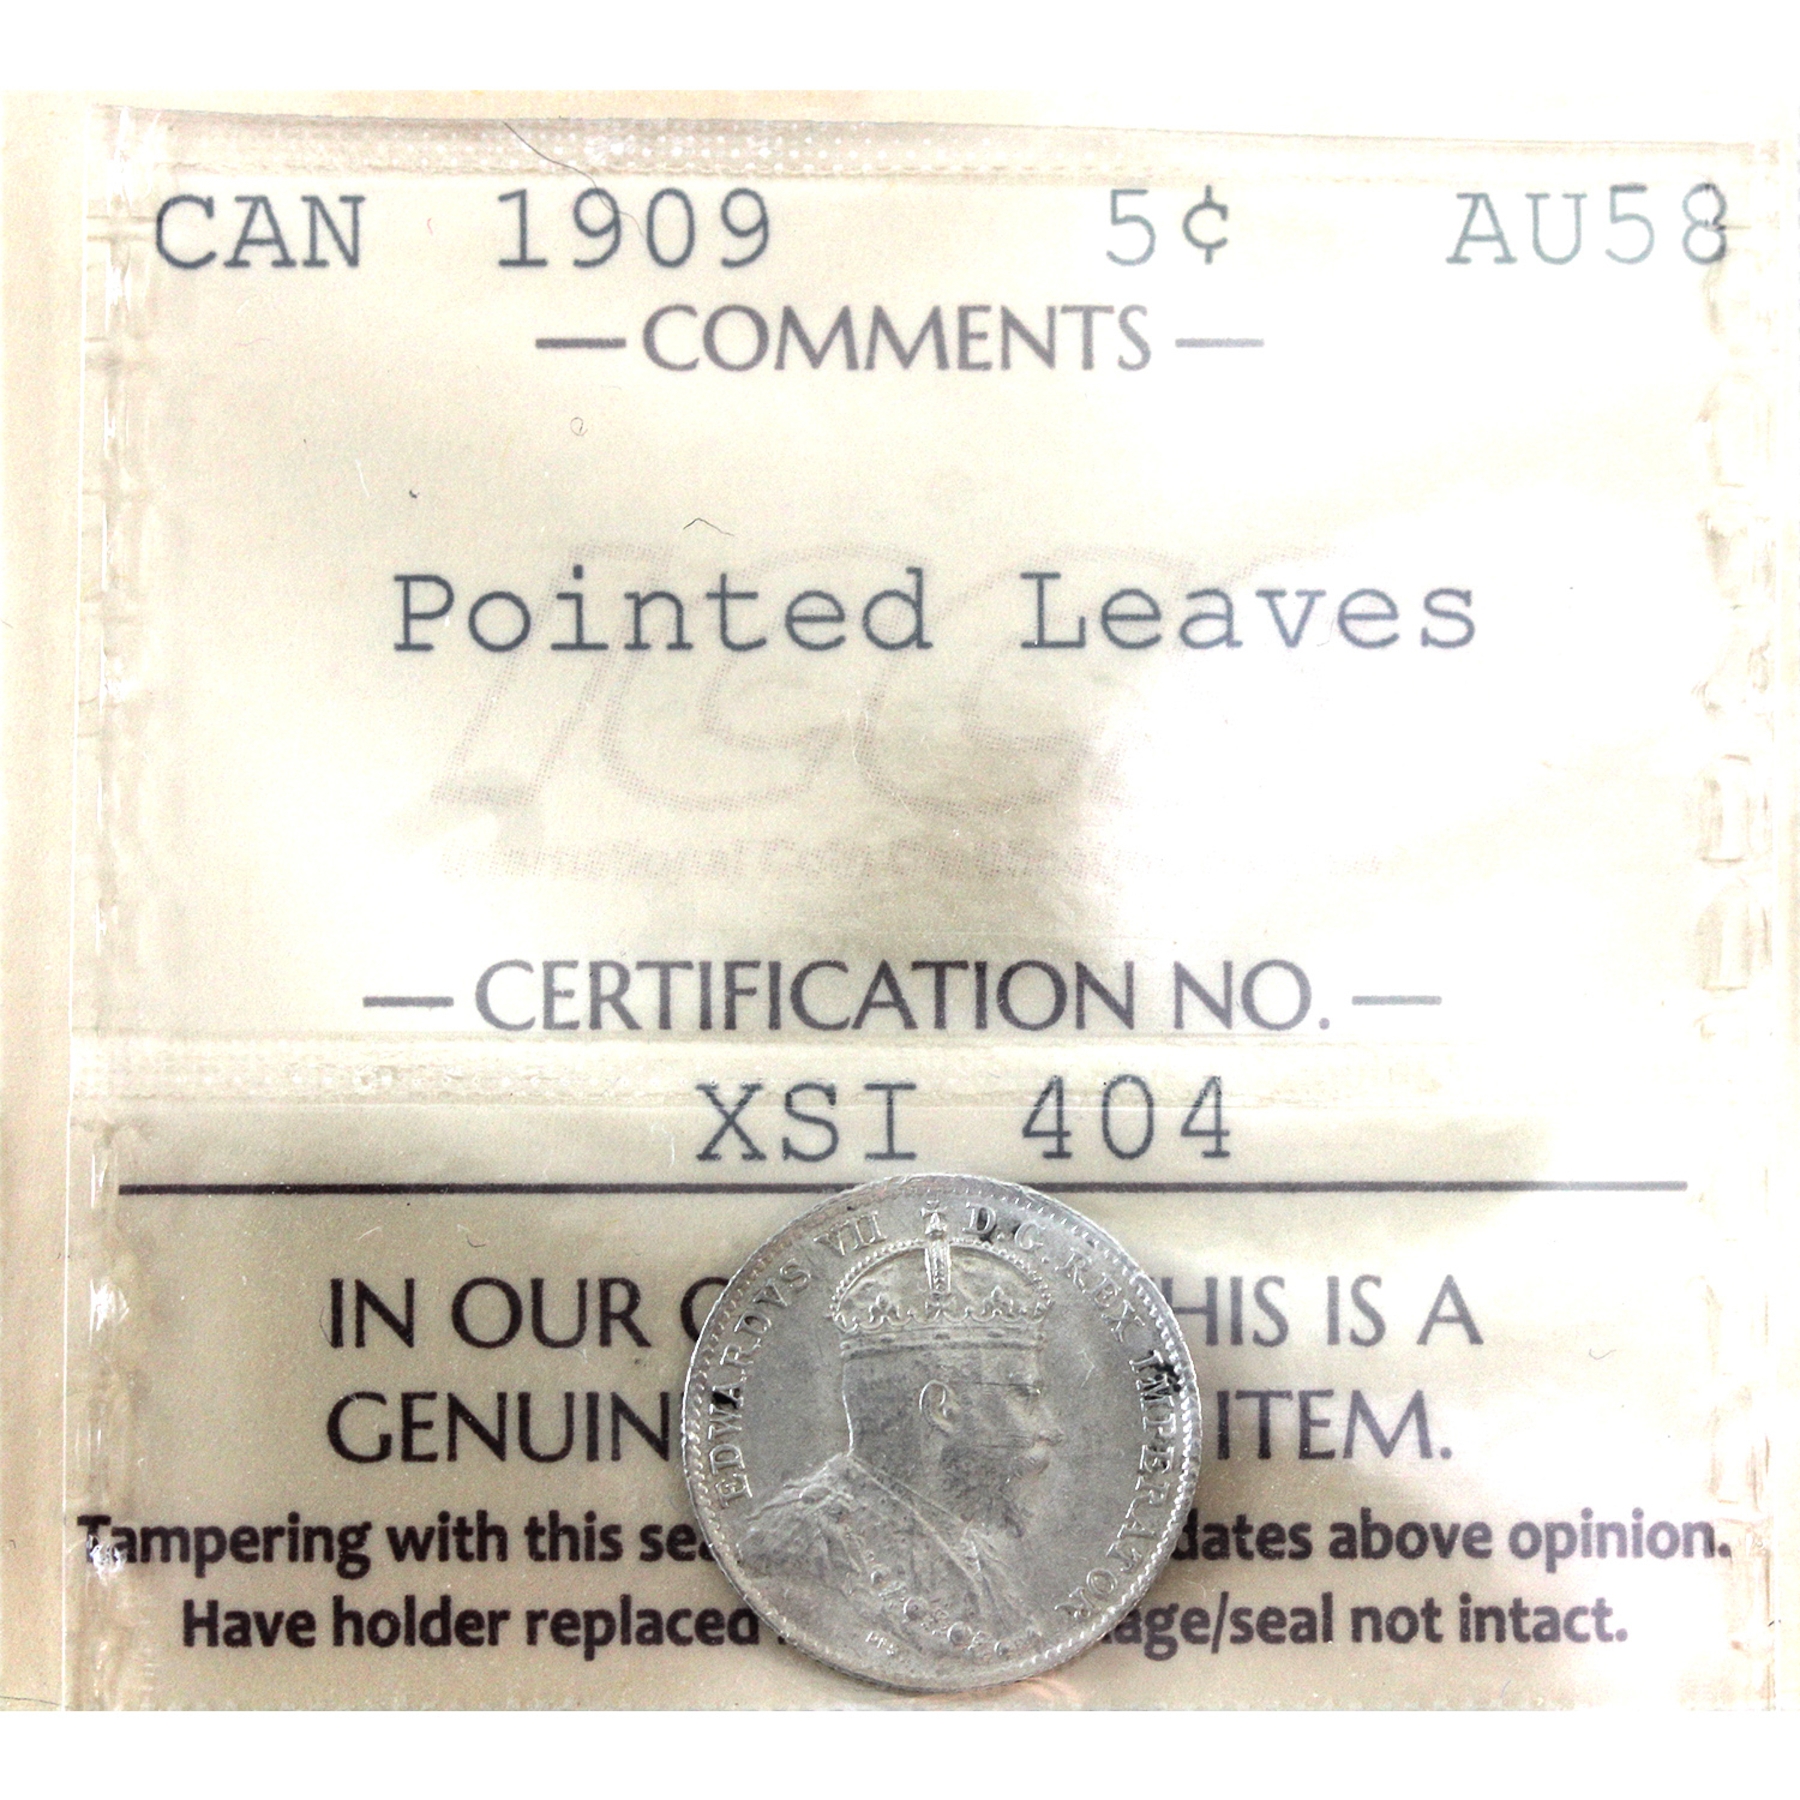 CAN 1909 5¢ AU58
— COMMENTS —
Pointed Leaves
ICCS
— CERTIFICATION NO. —
XSI 404
IN OUR HIS IS A
GENUIN ITEM.
Tampering with this sea dates above opinion.
Have holder replaced age/seal not intact.
EDWARDVS VII D.G. REX IMPERATOR